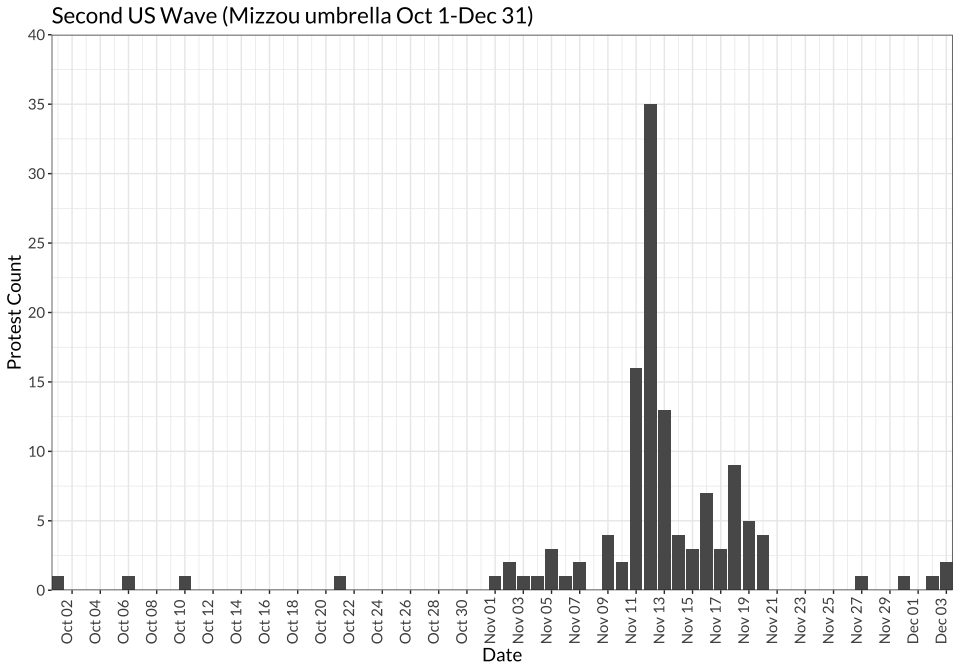 Second US Wave (Mizzou umbrella Oct 1-Dec 31)
40
35
30
25
20
15
10
5
0
Protest Count
Oct 02
Oct 04
Oct 06
Oct 08
Oct 10
Oct 12
Oct 14
Oct 16
Oct 18
Oct 20
Oct 22
Oct 24
Oct 26
Oct 28
Oct 30
Nov 01
Nov 03
Nov 05
Nov 07
Nov 09
Nov 11
Nov 13
Nov 15
Nov 17
Nov 19
Nov 21
Nov 23
Nov 25
Nov 27
Nov 29
Dec 01
Dec 03
Date